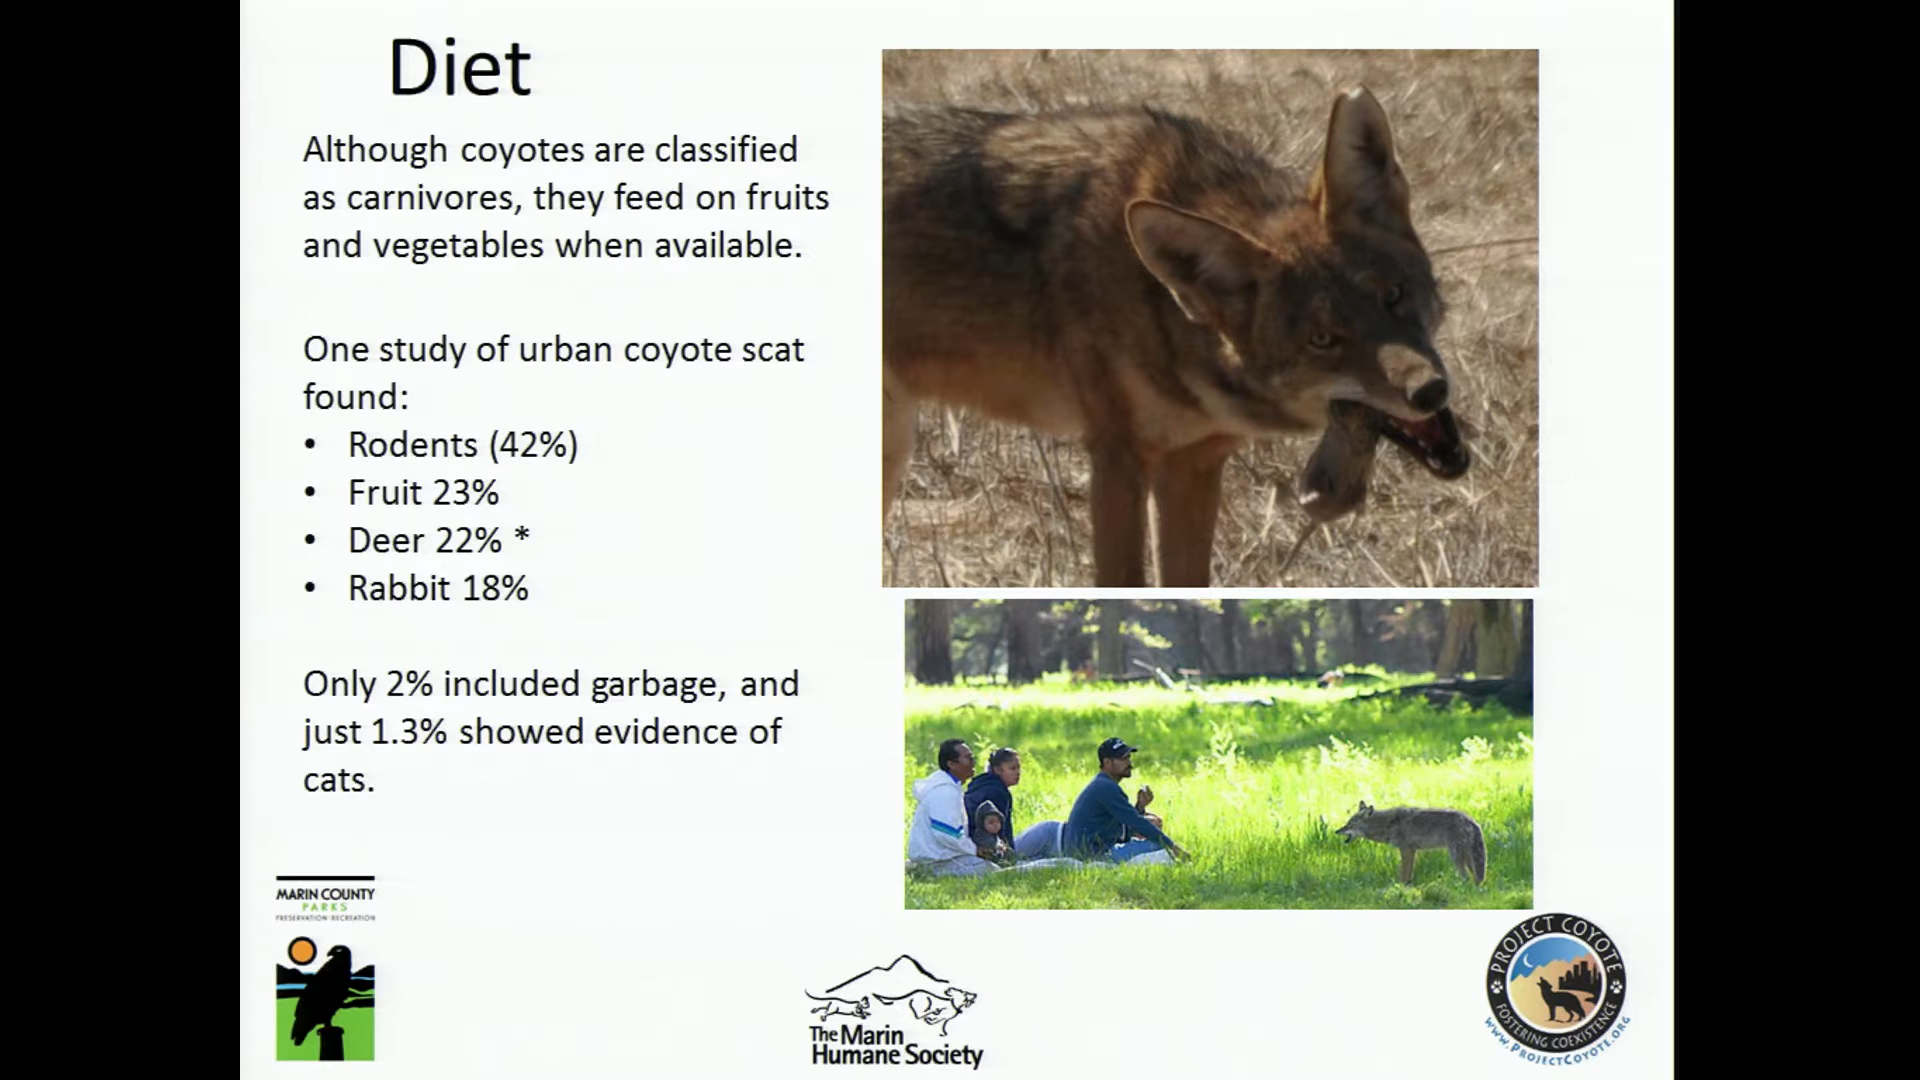 Diet
Although coyotes are classified
as carnivores, they feed on fruits
and vegetables when available.
One study of urban coyote scat
found:
• Rodents (42%)
• Fruit 23%
• Deer 22% *
• Rabbit 18%
Only 2% included garbage, and
just 1.3% showed evidence of
cats.
MARIN COUNTY
PARKS
PRESERVATION RECREATION
The Marin
Humane Society
PROJECT COYOTE
FOSTERING COEXISTENCE
WWW.PROJECTCOYOTE.ORG